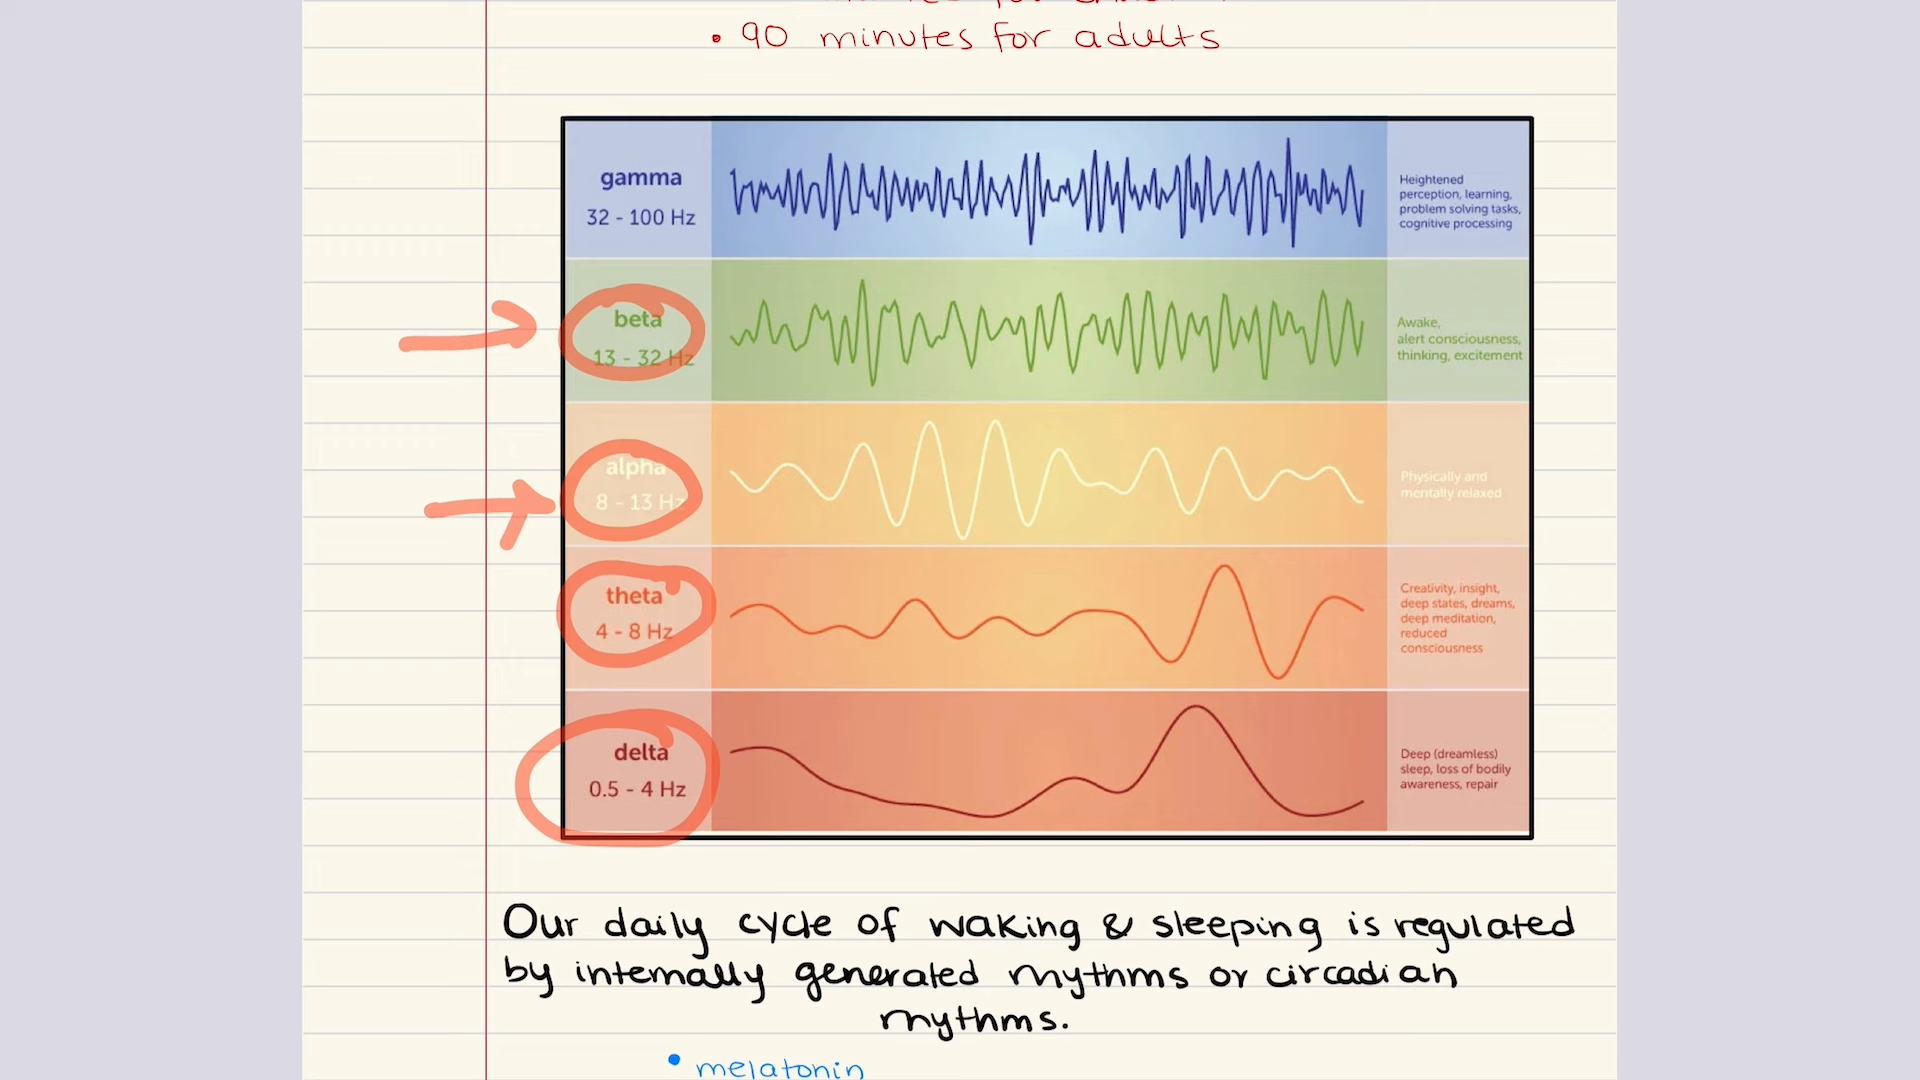 • 90 minutes for adults
gamma
32 - 100 Hz
Heightened
perception, learning,
problem solving tasks,
cognitive processing
beta
13 - 32 Hz
Awake,
alert consciousness,
thinking, excitement
alpha
8 - 13 Hz
Physically and
mentally relaxed
theta
4 - 8 Hz
Creativity, insight,
deep states, dreams,
deep meditation,
reduced
consciousness
delta
0.5 - 4 Hz
Deep (dreamless)
sleep, loss of bodily
awareness, repair
Our daily cycle of waking & sleeping is regulated
by internally generated rhythms or circadian
rhythms.
• melatonin